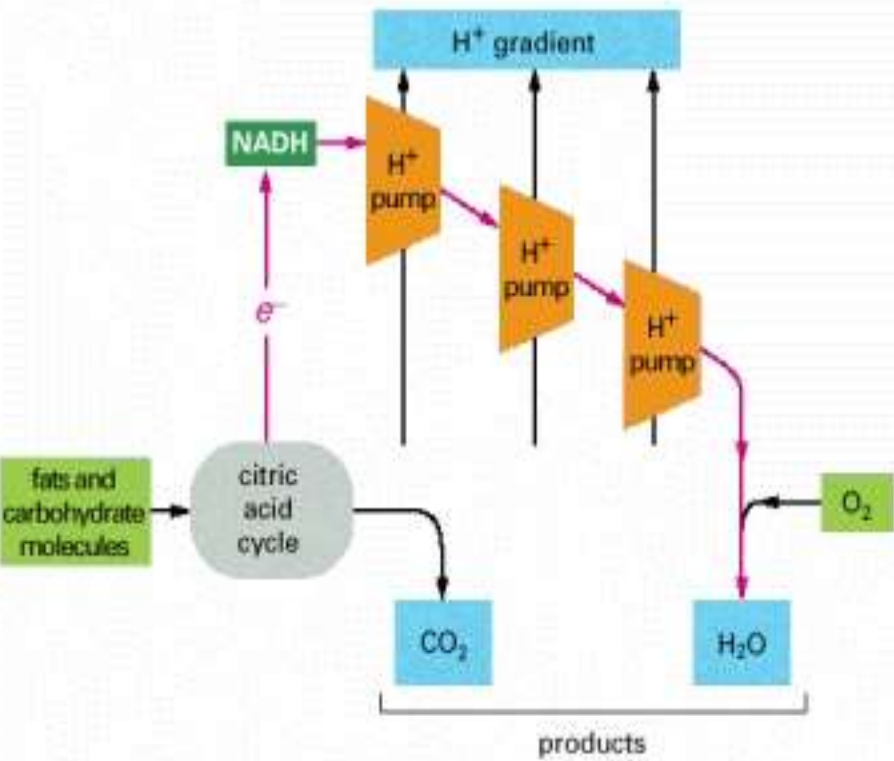 H⁺ gradient
NADH
H⁺
pump
H⁺
pump
H⁺
pump
e⁻
fats and
carbohydrate
molecules
citric
acid
cycle
O₂
CO₂
H₂O
products